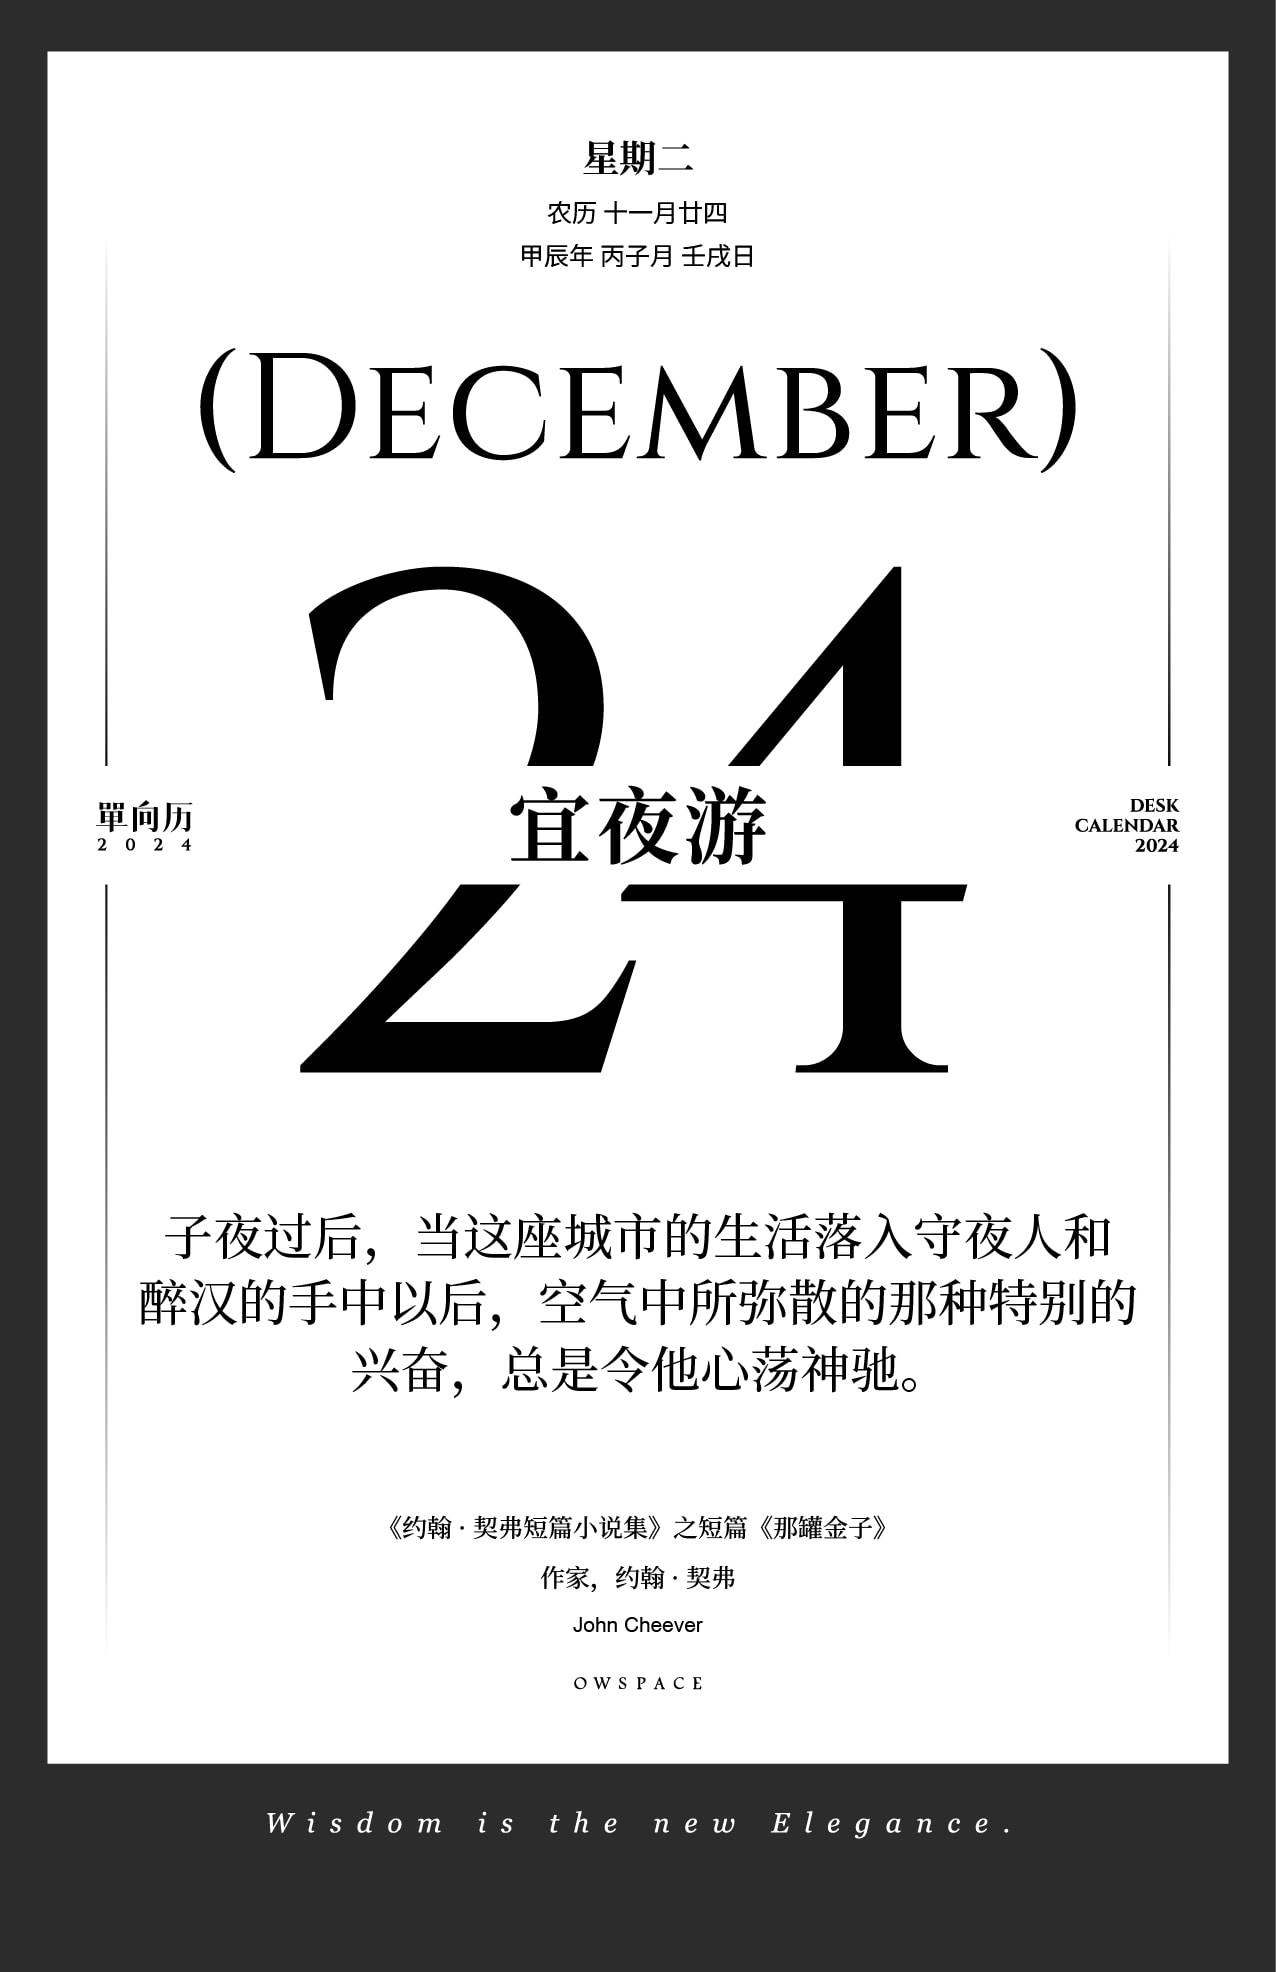 星期二
农历 十一月廿四
甲辰年 丙子月 壬戌日
(DECEMBER)
24
單向历
2024
宜夜游
DESK
CALENDAR
2024
子夜过后，当这座城市的生活落入守夜人和
醉汉的手中以后，空气中所弥散的那种特别的
兴奋，总是令他心荡神驰。
《约翰 · 契弗短篇小说集》之短篇《那罐金子》
作家，约翰 · 契弗
John Cheever
OWSPACE
Wisdom is the new Elegance.